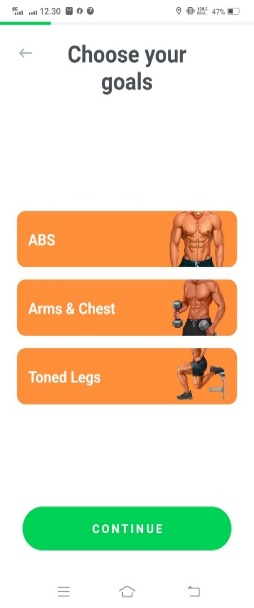 12.30
47%
Choose your
goals
ABS
Arms & Chest
Toned Legs
CONTINUE